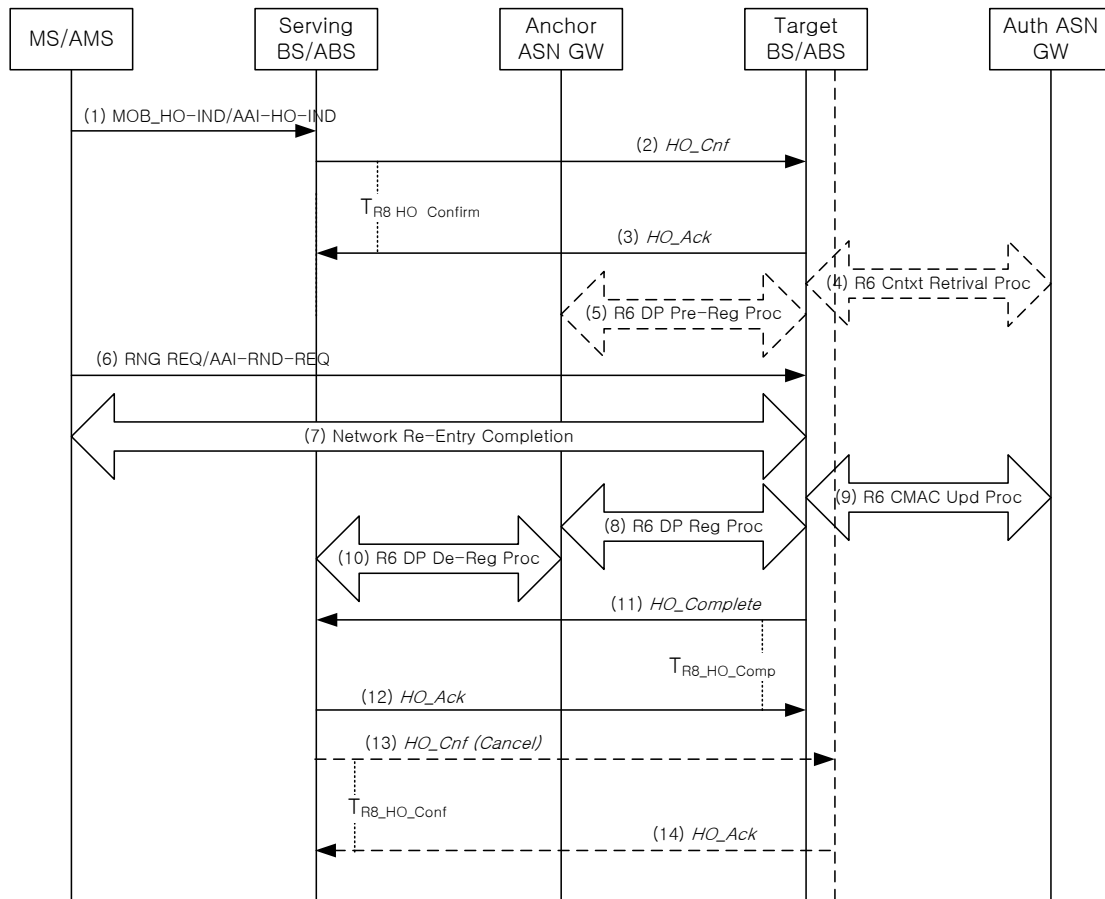 MS/AMS
Serving
BS/ABS
Anchor
ASN GW
Target
BS/ABS
Auth ASN
GW
(1) MOB_HO-IND/AAI-HO-IND
(2) HO_Cnf
TR8 HO Confirm
(3) HO_Ack
(4) R6 Cntxt Retrival Proc
(5) R6 DP Pre-Reg Proc
(6) RNG REQ/AAI-RND-REQ
(7) Network Re-Entry Completion
(9) R6 CMAC Upd Proc
(8) R6 DP Reg Proc
(10) R6 DP De-Reg Proc
(11) HO_Complete
TR8_HO_Comp
(12) HO_Ack
(13) HO_Cnf (Cancel)
TR8_HO_Conf
(14) HO_Ack